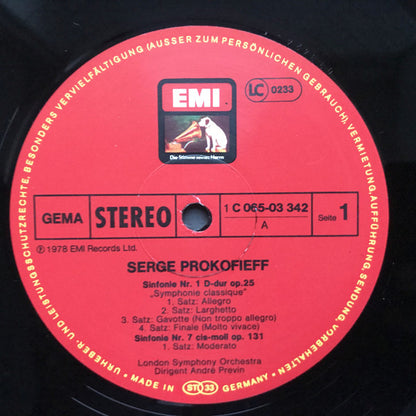 URHEBER- UND LEISTUNGSSCHUTZRECHTE, BESONDERS VERVIELFÄLTIGUNG (AUSSER ZUM PERSÖNLICHEN GEBRAUCH), VERMIETUNG, AUFFÜHRUNG, SENDUNG VORBEHALTEN
EMI
LC 0233
Die Stimme seines Herrn
GEMA STEREO 1 C 065-03 342 Seite 1
A
℗ 1978 EMI Records Ltd.
SERGE PROKOFIEFF
Sinfonie Nr. 1 D-dur op.25
„Symphonie classique"
1. Satz: Allegro
2. Satz: Larghetto
3. Satz: Gavotte (Non troppo allegro)
4. Satz: Finale (Molto vivace)
Sinfonie Nr. 7 cis-moll op. 131
1. Satz: Moderato
London Symphony Orchestra
Dirigent André Previn
MADE IN ST 33 GERMANY